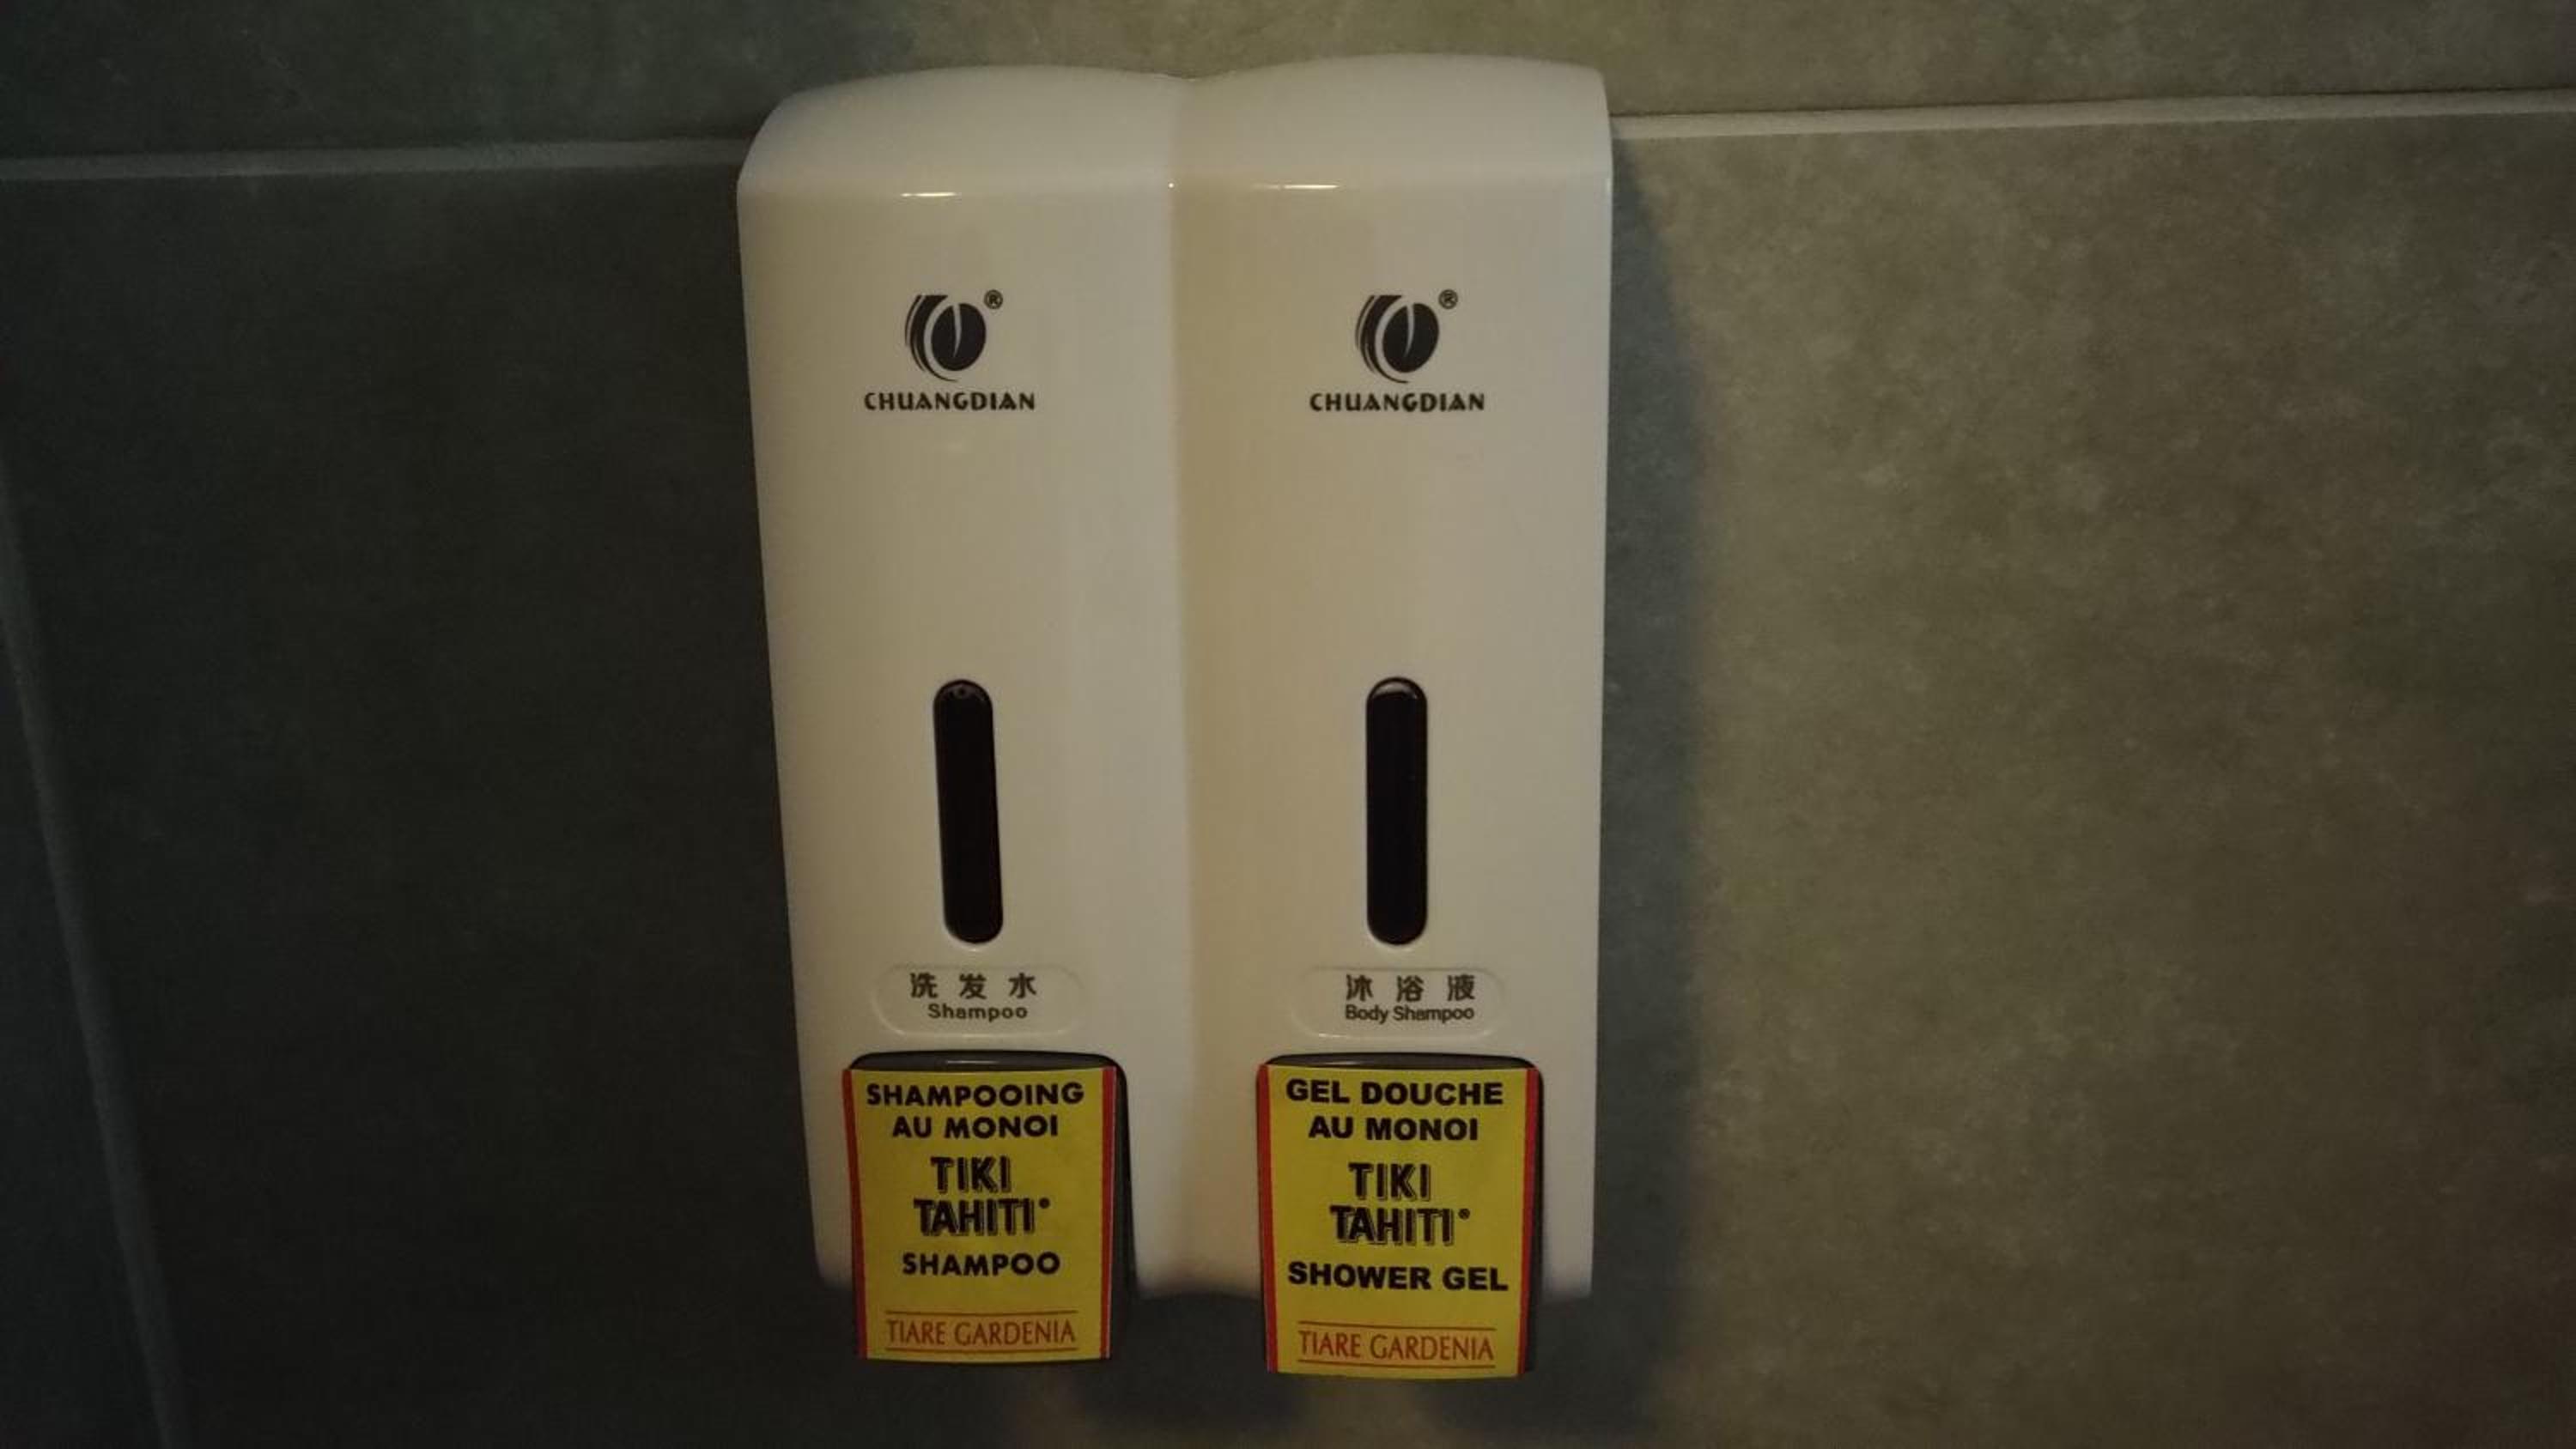 ®
CHUANGDIAN
洗发水
Shampoo
SHAMPOOING
AU MONOI
TIKI
TAHITI®
SHAMPOO
TIARE GARDENIA
®
CHUANGDIAN
沐浴液
Body Shampoo
GEL DOUCHE
AU MONOI
TIKI
TAHITI®
SHOWER GEL
TIARE GARDENIA